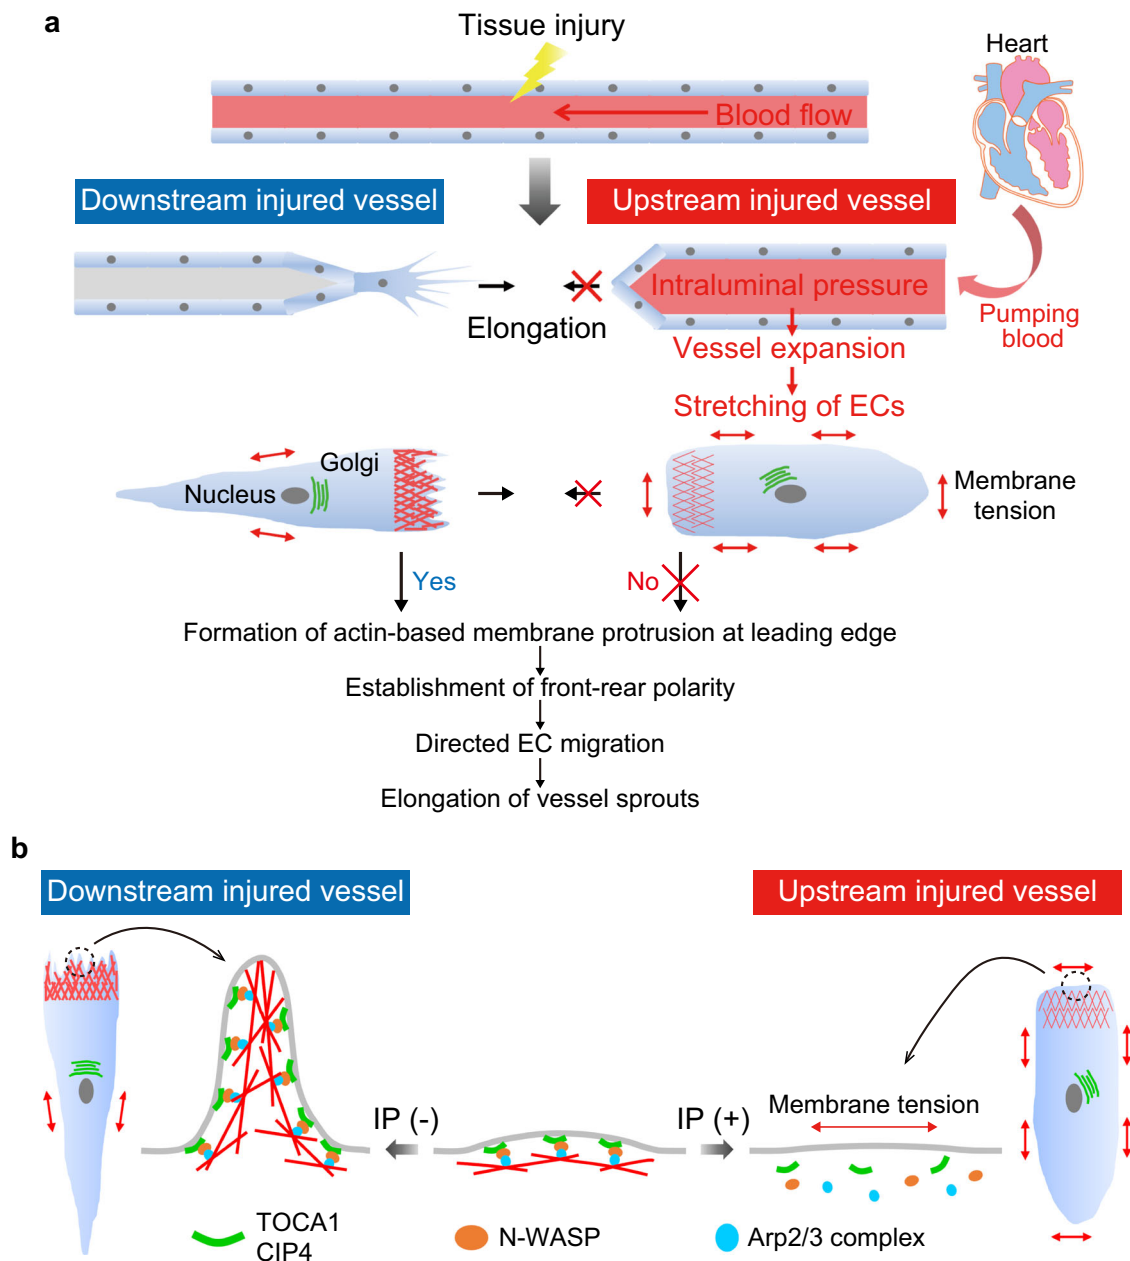 a
Tissue injury
Heart
Blood flow
Downstream injured vessel
Upstream injured vessel
Intraluminal pressure
Elongation
Pumping
blood
Vessel expansion
Stretching of ECs
Golgi
Nucleus
Membrane
tension
Yes
No
Formation of actin-based membrane protrusion at leading edge
Establishment of front-rear polarity
Directed EC migration
Elongation of vessel sprouts
b
Downstream injured vessel
Upstream injured vessel
IP (-)
IP (+)
Membrane tension
TOCA1
CIP4
N-WASP
Arp2/3 complex